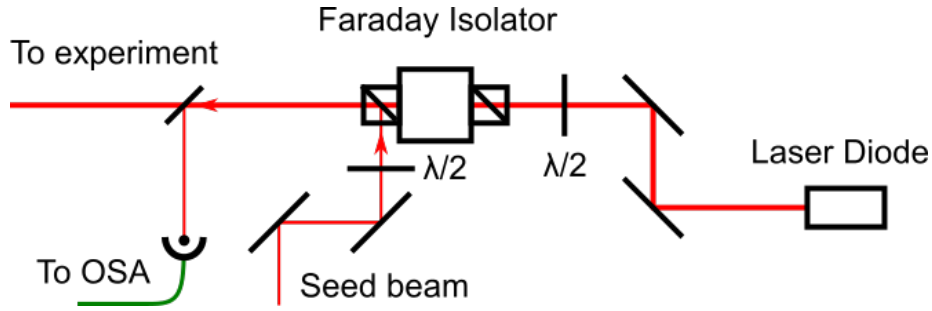 Faraday Isolator
To experiment
λ/2
λ/2
Laser Diode
To OSA
Seed beam